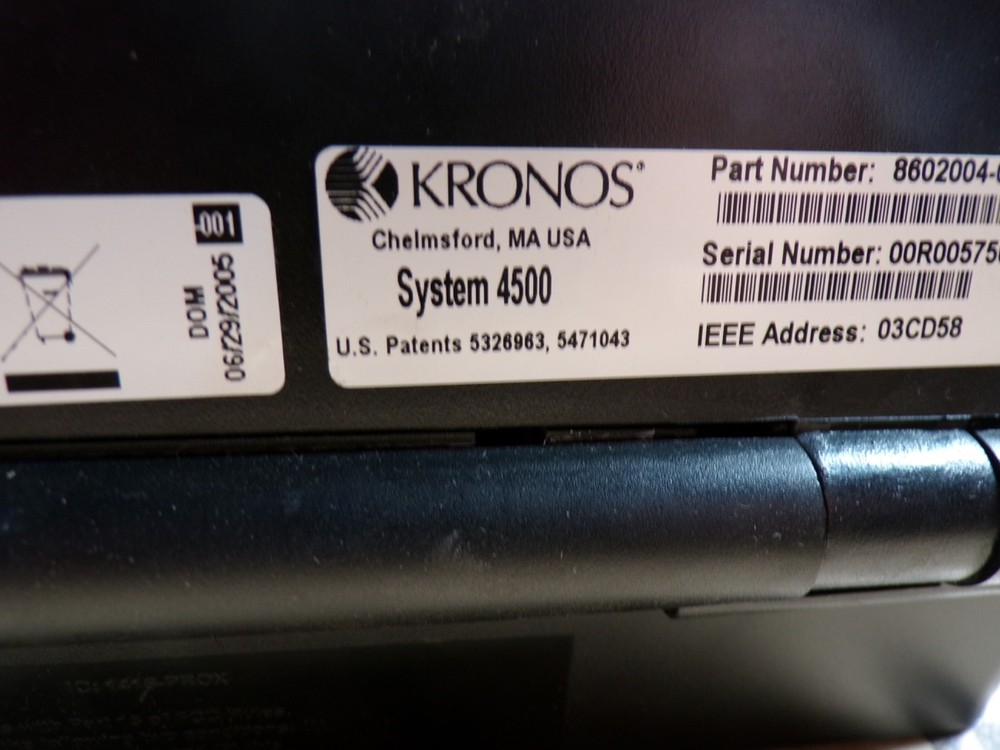 -001
DOM
06/29/2005
KRONOS®
Chelmsford, MA USA
System 4500
U.S. Patents 5326963, 5471043
Part Number: 8602004-
Serial Number: 00R00575
IEEE Address: 03CD58